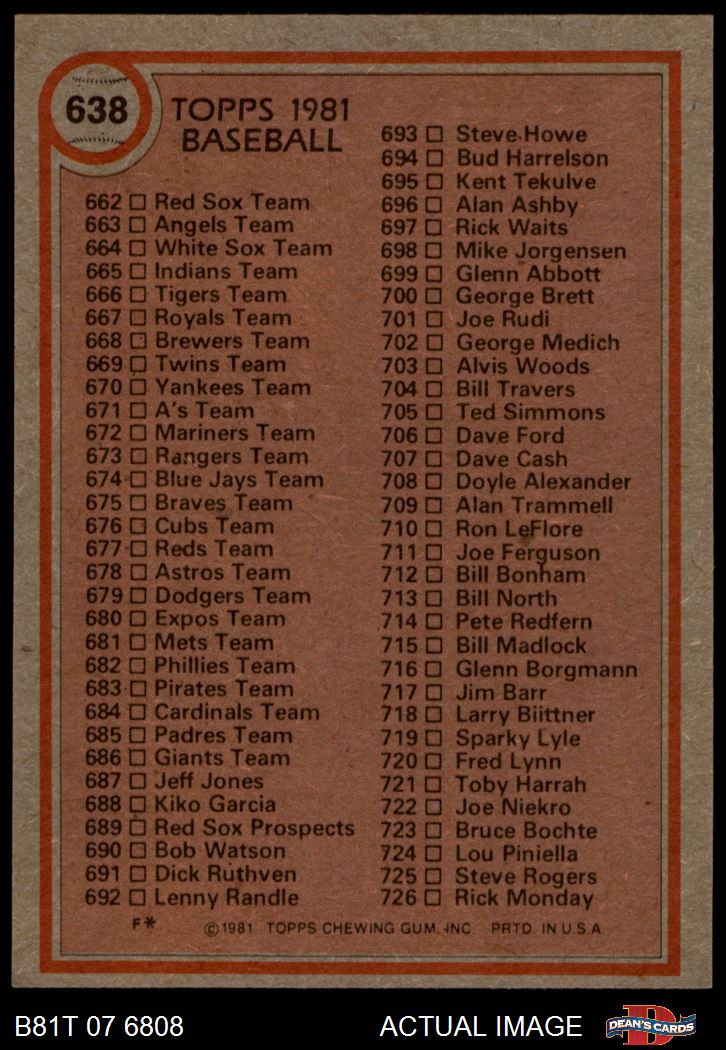 638
TOPPS 1981
BASEBALL
662 □ Red Sox Team
663 □ Angels Team
664 □ White Sox Team
665 □ Indians Team
666 □ Tigers Team
667 □ Royals Team
668 □ Brewers Team
669 □ Twins Team
670 □ Yankees Team
671 □ A's Team
672 □ Mariners Team
673 □ Rangers Team
674 □ Blue Jays Team
675 □ Braves Team
676 □ Cubs Team
677 □ Reds Team
678 □ Astros Team
679 □ Dodgers Team
680 □ Expos Team
681 □ Mets Team
682 □ Phillies Team
683 □ Pirates Team
684 □ Cardinals Team
685 □ Padres Team
686 □ Giants Team
687 □ Jeff Jones
688 □ Kiko Garcia
689 □ Red Sox Prospects
690 □ Bob Watson
691 □ Dick Ruthven
692 □ Lenny Randle
693 □ Steve Howe
694 □ Bud Harrelson
695 □ Kent Tekulve
696 □ Alan Ashby
697 □ Rick Waits
698 □ Mike Jorgensen
699 □ Glenn Abbott
700 □ George Brett
701 □ Joe Rudi
702 □ George Medich
703 □ Alvis Woods
704 □ Bill Travers
705 □ Ted Simmons
706 □ Dave Ford
707 □ Dave Cash
708 □ Doyle Alexander
709 □ Alan Trammell
710 □ Ron LeFlore
711 □ Joe Ferguson
712 □ Bill Bonham
713 □ Bill North
714 □ Pete Redfern
715 □ Bill Madlock
716 □ Glenn Borgmann
717 □ Jim Barr
718 □ Larry Biittner
719 □ Sparky Lyle
720 □ Fred Lynn
721 □ Toby Harrah
722 □ Joe Niekro
723 □ Bruce Bochte
724 □ Lou Piniella
725 □ Steve Rogers
726 □ Rick Monday
F* ©1981 TOPPS CHEWING GUM, INC. PRTD. IN U.S.A.
B81T 07 6808
ACTUAL IMAGE
D
DEAN'S CARDS